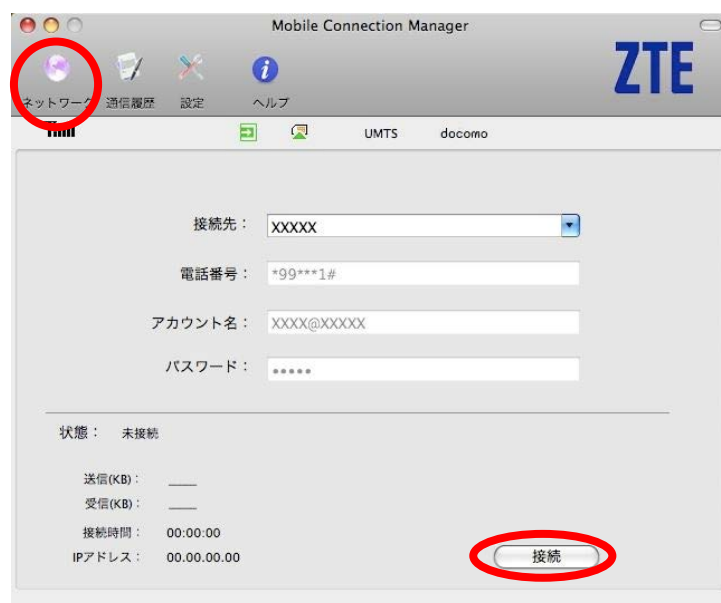 Mobile Connection Manager
ZTE
ネットワーク 通信履歴 設定 ヘルプ
UMTS docomo
接続先： XXXXX
電話番号： *99***1#
アカウント名： XXXX@XXXXX
パスワード： •••••
状態： 未接続
送信(KB)： ____
受信(KB)： ____
接続時間： 00:00:00
IPアドレス： 00.00.00.00
接続